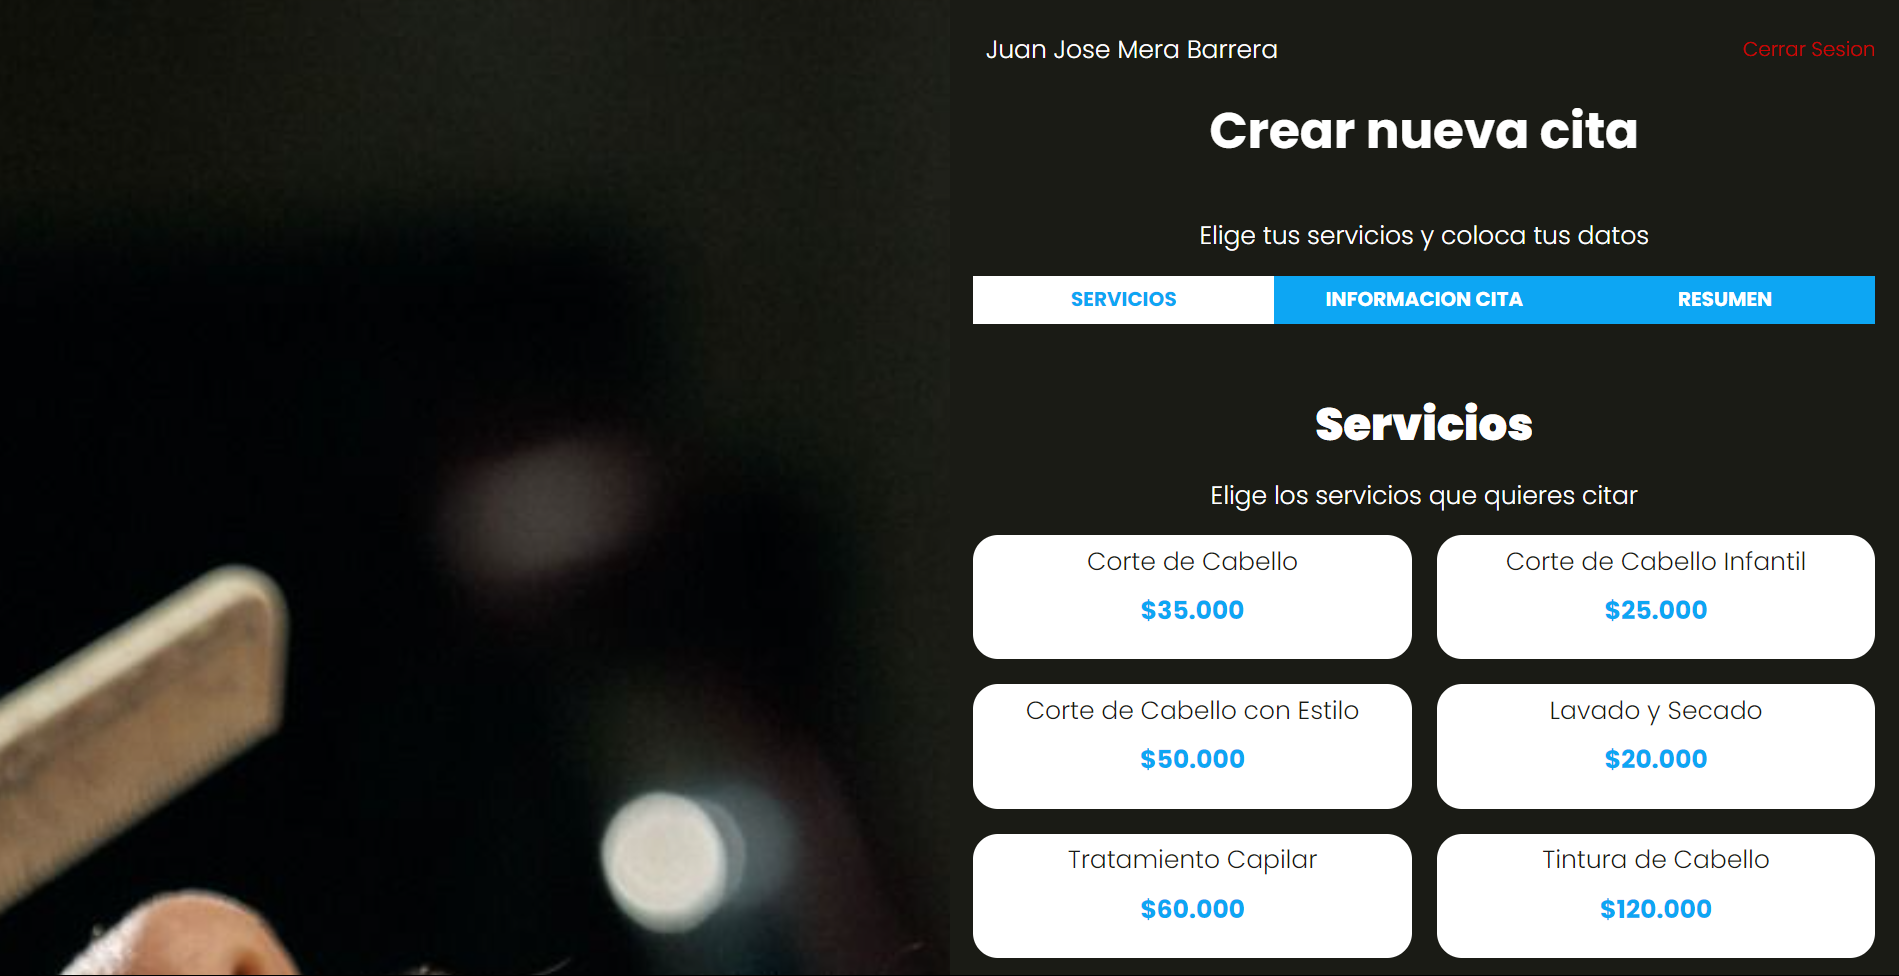 Juan Jose Mera Barrera
Cerrar Sesion
Crear nueva cita
Elige tus servicios y coloca tus datos
SERVICIOS
INFORMACION CITA
RESUMEN
Servicios
Elige los servicios que quieres citar
Corte de Cabello
$35.000
Corte de Cabello Infantil
$25.000
Corte de Cabello con Estilo
$50.000
Lavado y Secado
$20.000
Tratamiento Capilar
$60.000
Tintura de Cabello
$120.000